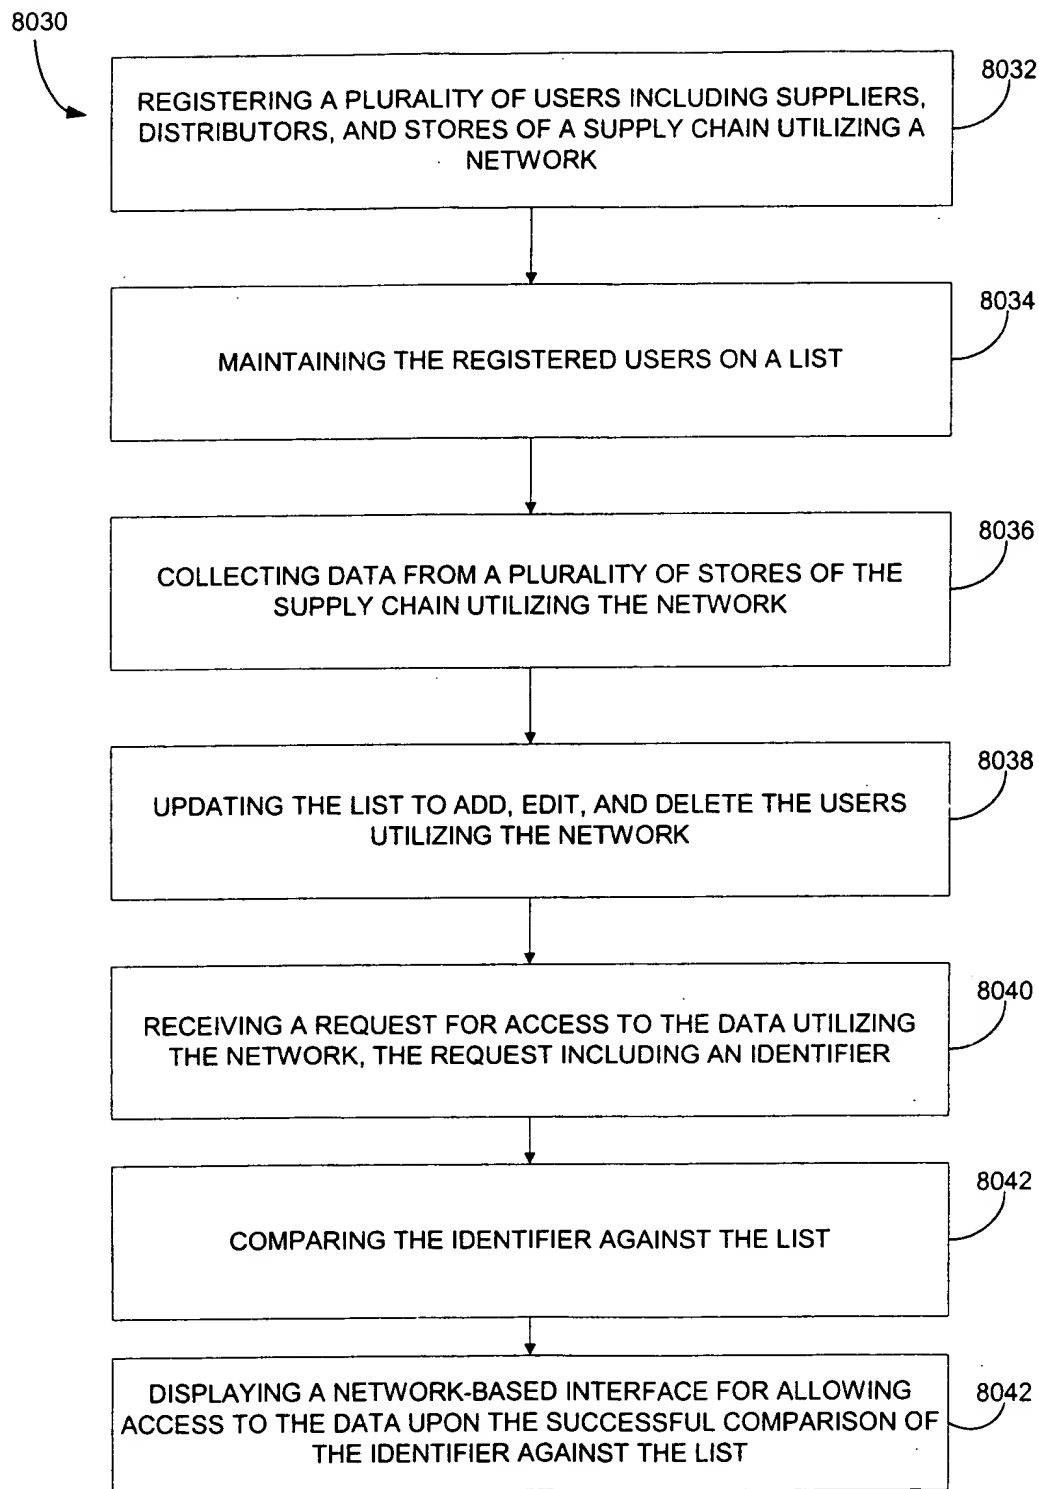 8030
8032
REGISTERING A PLURALITY OF USERS INCLUDING SUPPLIERS,
DISTRIBUTORS, AND STORES OF A SUPPLY CHAIN UTILIZING A
NETWORK
8034
MAINTAINING THE REGISTERED USERS ON A LIST
8036
COLLECTING DATA FROM A PLURALITY OF STORES OF THE
SUPPLY CHAIN UTILIZING THE NETWORK
8038
UPDATING THE LIST TO ADD, EDIT, AND DELETE THE USERS
UTILIZING THE NETWORK
8040
RECEIVING A REQUEST FOR ACCESS TO THE DATA UTILIZING
THE NETWORK, THE REQUEST INCLUDING AN IDENTIFIER
8042
COMPARING THE IDENTIFIER AGAINST THE LIST
8042
DISPLAYING A NETWORK-BASED INTERFACE FOR ALLOWING
ACCESS TO THE DATA UPON THE SUCCESSFUL COMPARISON OF
THE IDENTIFIER AGAINST THE LIST